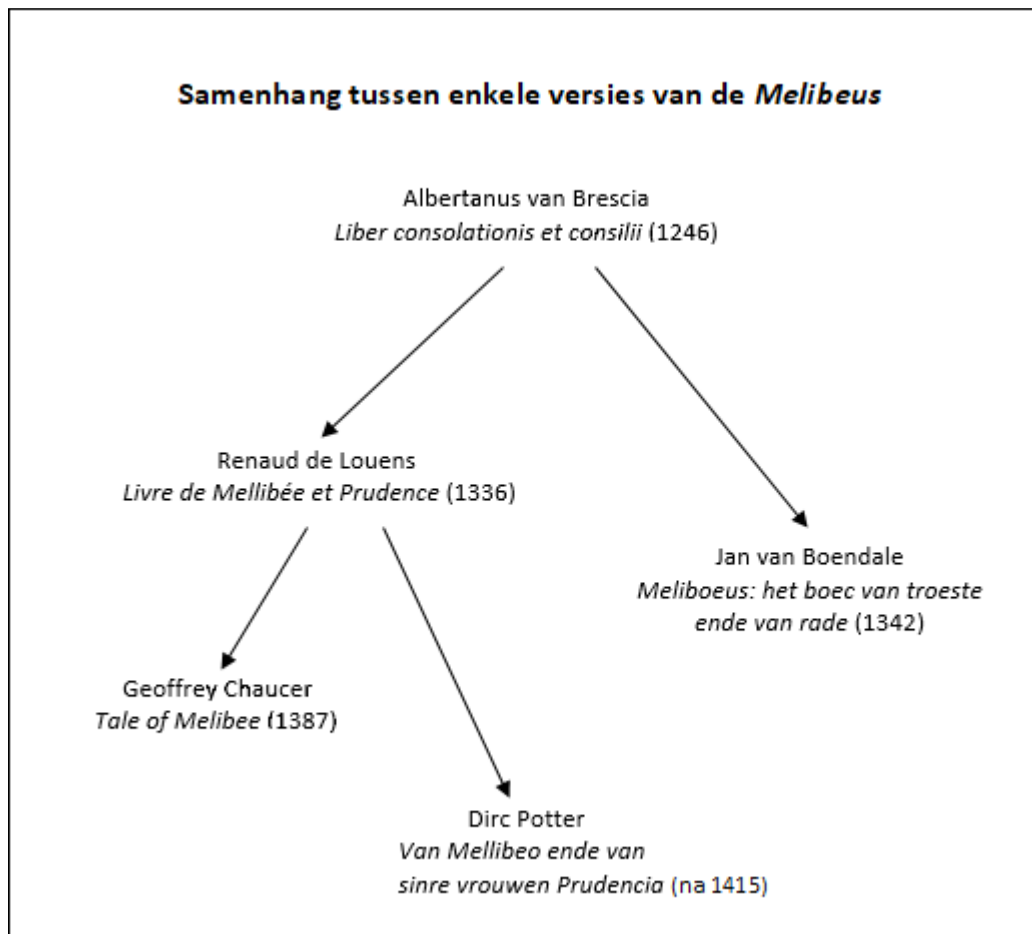 Samenhang tussen enkele versies van de Melibeus
Albertanus van Brescia
Liber consolationis et consilii (1246)
Renaud de Louens
Livre de Mellibée et Prudence (1336)
Jan van Boendale
Meliboeus: het boec van troeste
ende van rade (1342)
Geoffrey Chaucer
Tale of Melibee (1387)
Dirc Potter
Van Mellibeo ende van
sinre vrouwen Prudencia (na 1415)